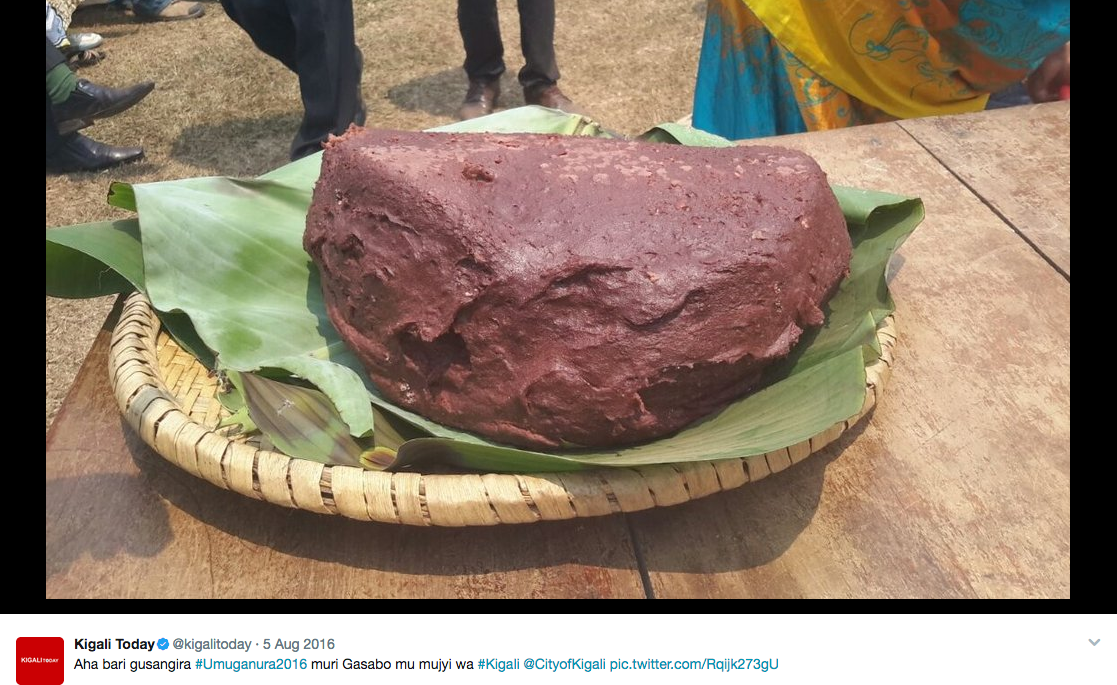 KIGALI TODAY
Kigali Today @kigalitoday · 5 Aug 2016
Aha bari gusangira #Umuganura2016 muri Gasabo mu mujyi wa #Kigali @CityofKigali pic.twitter.com/Rqijk273gU